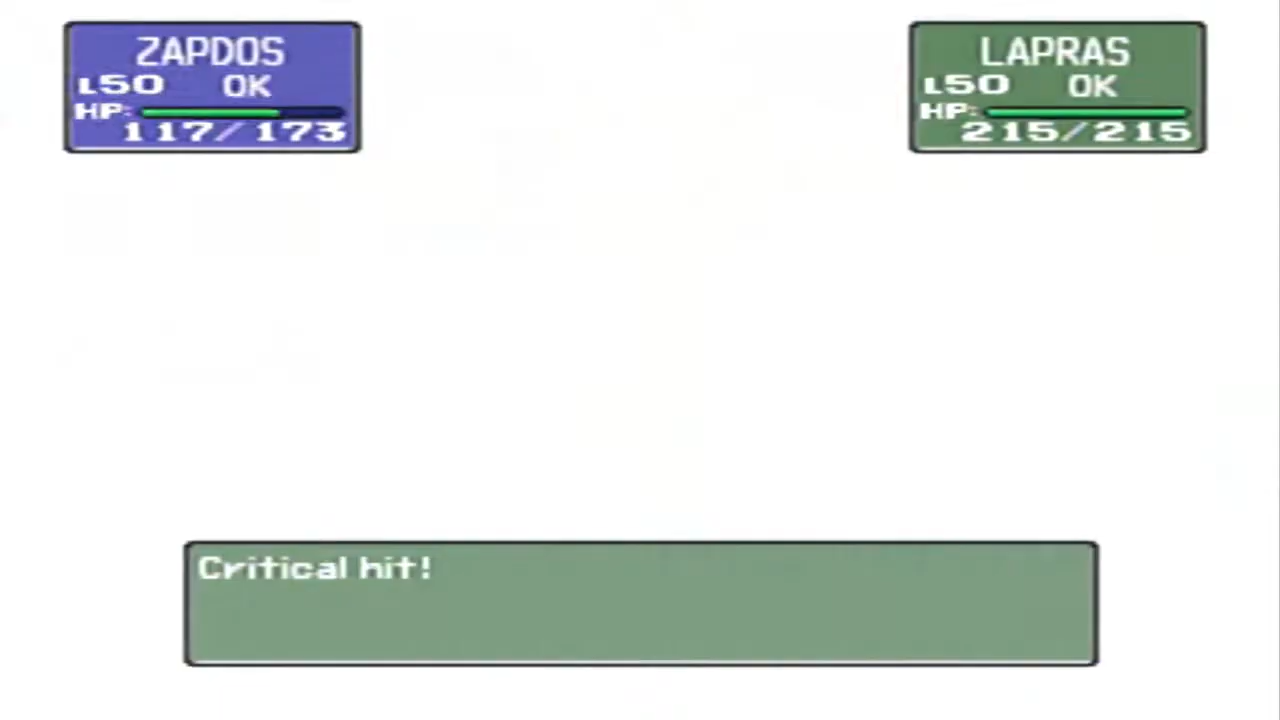 ZAPDOS
L50 OK
HP:
117/173
LAPRAS
L50 OK
HP:
215/215
Critical hit!